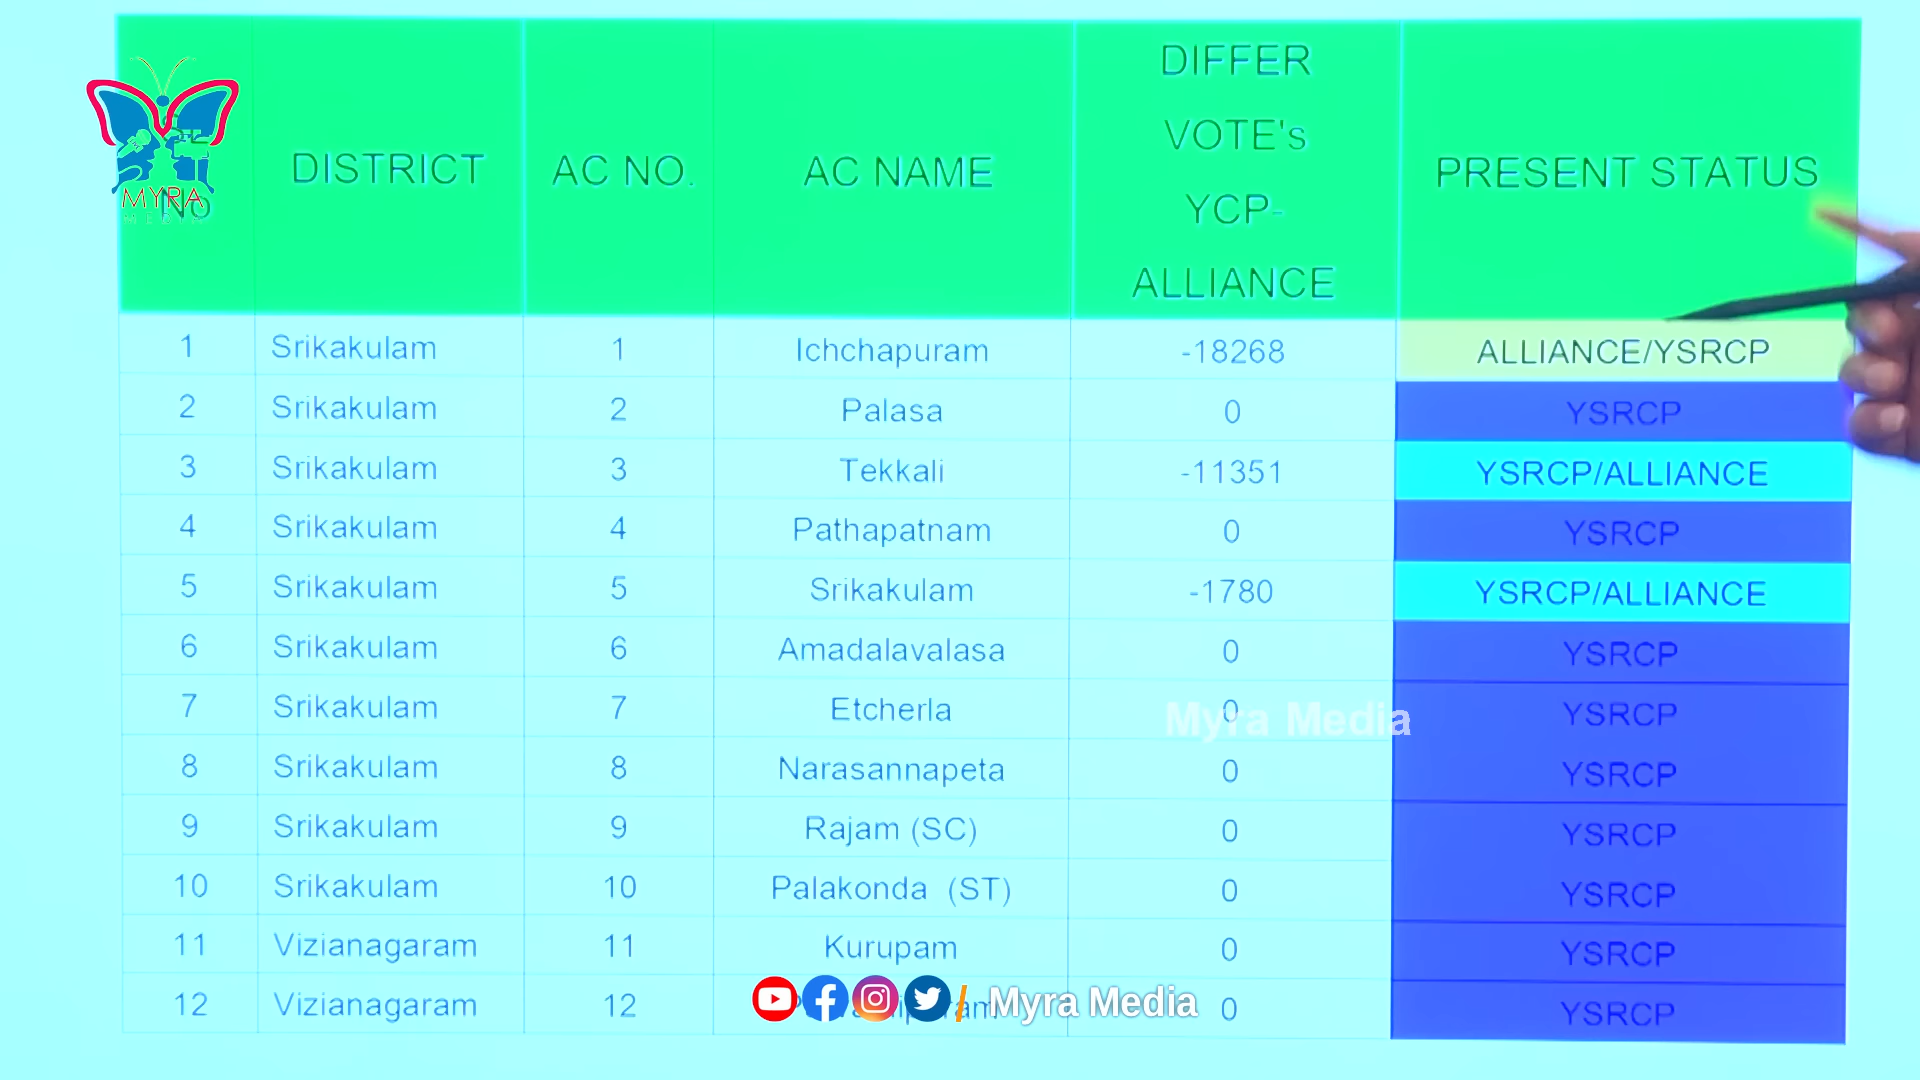 MYRA
MEDIA
NO DISTRICT AC NO. AC NAME DIFFER VOTE's YCP- ALLIANCE PRESENT STATUS
1 Srikakulam 1 Ichchapuram -18268 ALLIANCE/YSRCP
2 Srikakulam 2 Palasa 0 YSRCP
3 Srikakulam 3 Tekkali -11351 YSRCP/ALLIANCE
4 Srikakulam 4 Pathapatnam 0 YSRCP
5 Srikakulam 5 Srikakulam -1780 YSRCP/ALLIANCE
6 Srikakulam 6 Amadalavalasa 0 YSRCP
7 Srikakulam 7 Etcherla 0 YSRCP
Myra Media
8 Srikakulam 8 Narasannapeta 0 YSRCP
9 Srikakulam 9 Rajam (SC) 0 YSRCP
10 Srikakulam 10 Palakonda (ST) 0 YSRCP
11 Vizianagaram 11 Kurupam 0 YSRCP
12 Vizianagaram 12 0 YSRCP
/ Myra Media